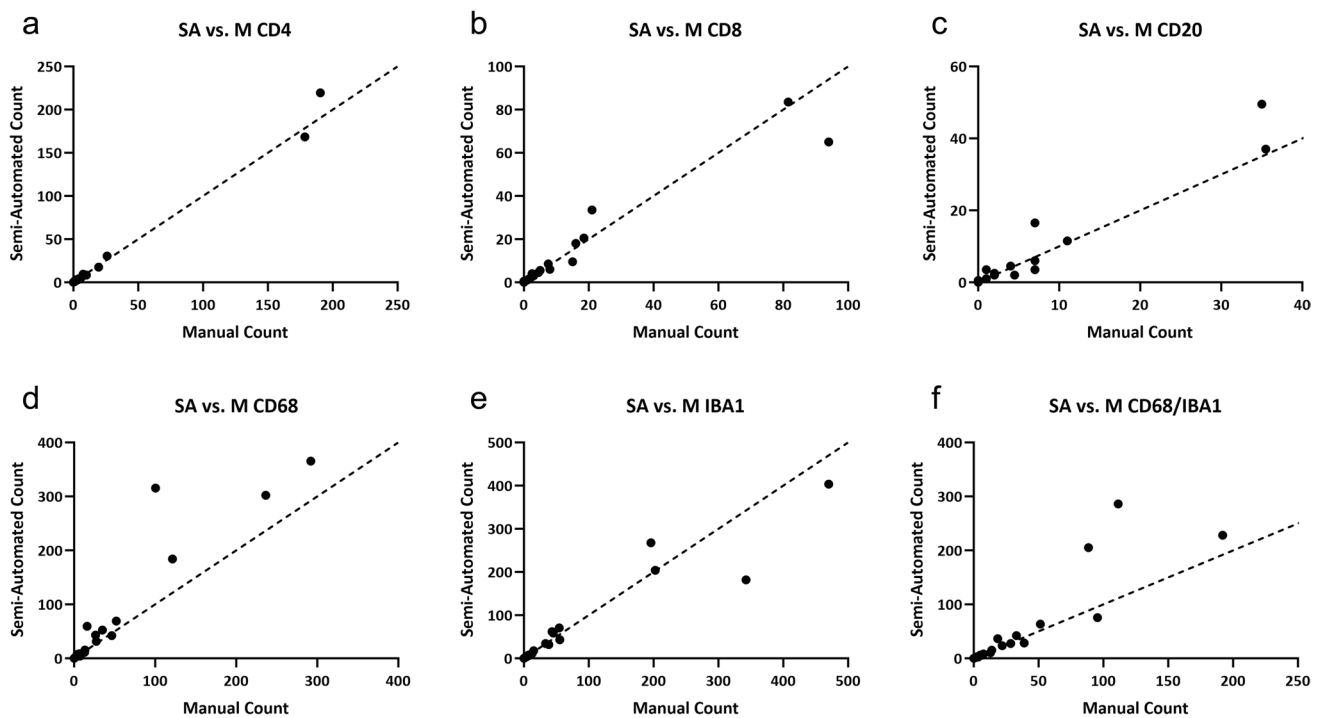 a
SA vs. M CD4
Semi-Automated Count
250
200
150
100
50
0
0 50 100 150 200 250
Manual Count
b
SA vs. M CD8
Semi-Automated Count
100
80
60
40
20
0
0 20 40 60 80 100
Manual Count
c
SA vs. M CD20
Semi-Automated Count
60
40
20
0
0 10 20 30 40
Manual Count
d
SA vs. M CD68
Semi-Automated Count
400
300
200
100
0
0 100 200 300 400
Manual Count
e
SA vs. M IBA1
Semi-Automated Count
500
400
300
200
100
0
0 100 200 300 400 500
Manual Count
f
SA vs. M CD68/IBA1
Semi-Automated Count
400
300
200
100
0
0 50 100 150 200 250
Manual Count